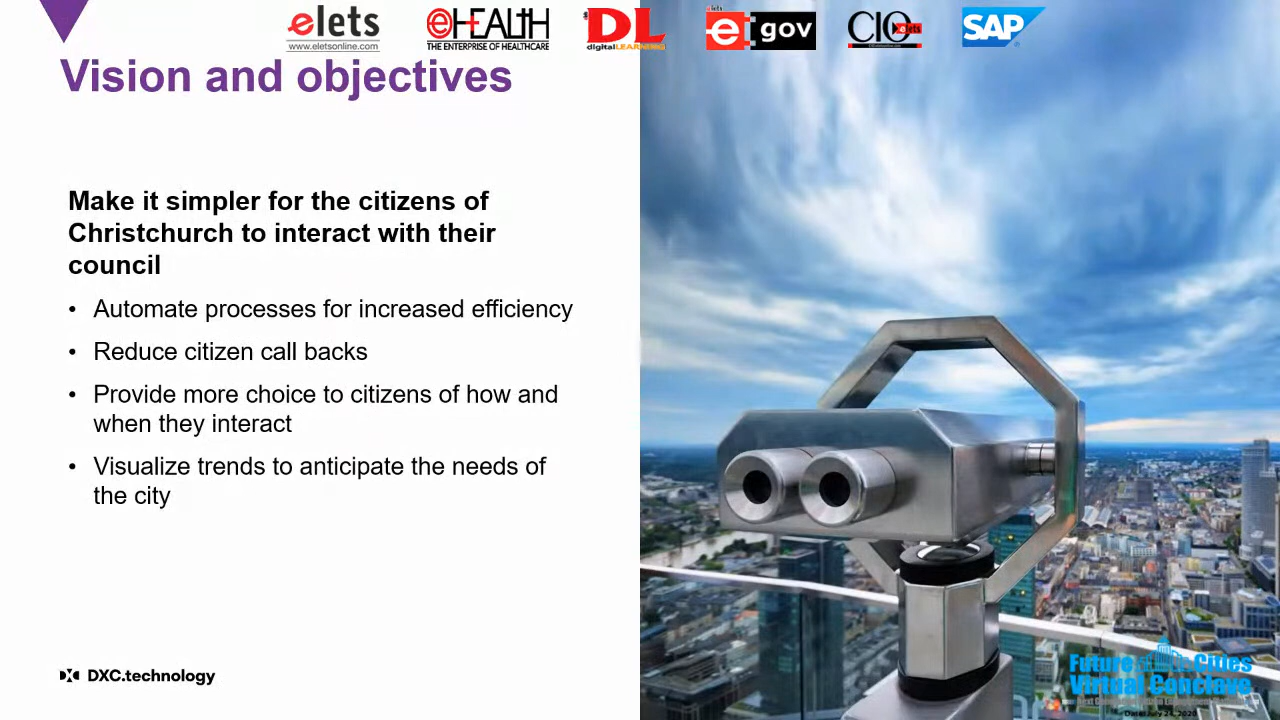 elets
www.eletsonline.com
eHEALTH
THE ENTERPRISE OF HEALTHCARE
DL
digitalLEARNING
elets
e gov
CIO
elets
SAP
Vision and objectives
Make it simpler for the citizens of
Christchurch to interact with their
council
• Automate processes for increased efficiency
• Reduce citizen call backs
• Provide more choice to citizens of how and
when they interact
• Visualize trends to anticipate the needs of
the city
DXC.technology
Future Cities
Virtual Conclave